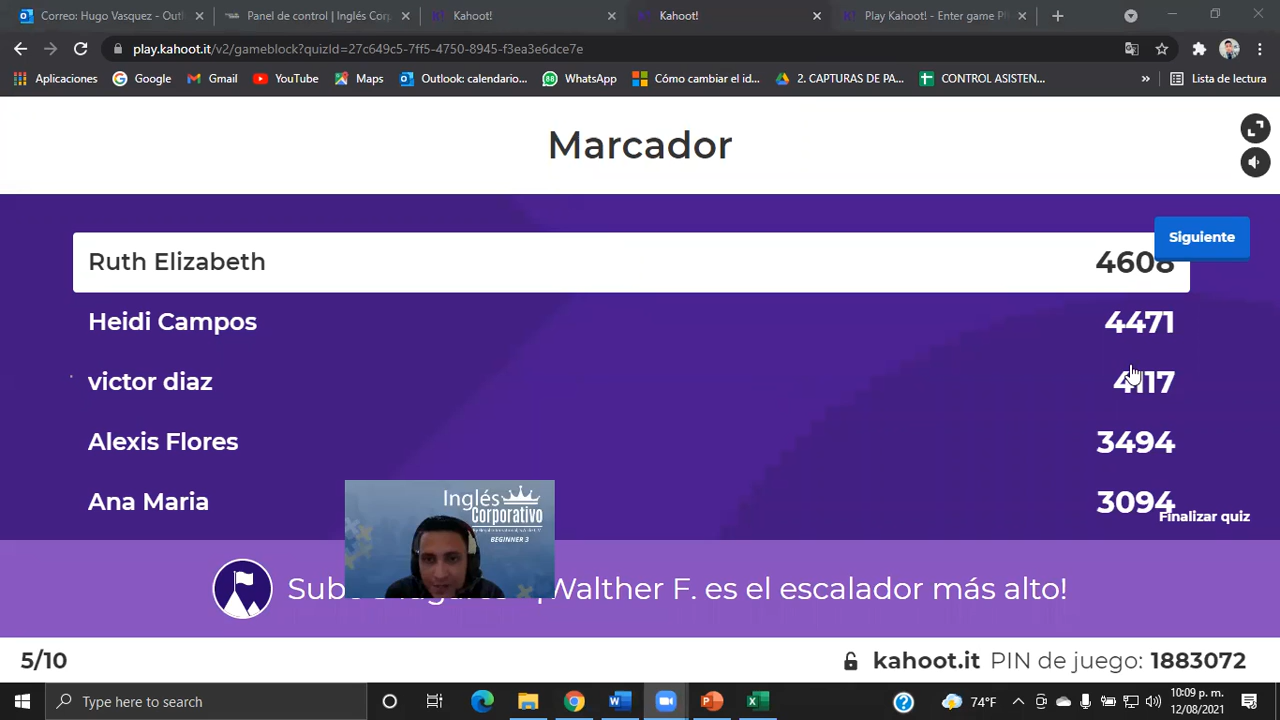 Correo: Hugo Vasquez - Outl
Panel de control | Inglés Corp
Kahoot!
Kahoot!
Play Kahoot! - Enter game PI
play.kahoot.it/v2/gameblock?quizId=27c649c5-7ff5-4750-8945-f3ea3e6dce7e
Aplicaciones
Google
Gmail
YouTube
Maps
Outlook: calendario...
88
WhatsApp
Cómo cambiar el id...
2. CAPTURAS DE PA...
CONTROL ASISTEN...
»
Lista de lectura
Marcador
Siguiente
Ruth Elizabeth 4608
Heidi Campos 4471
victor diaz 4117
Alexis Flores 3494
Ana Maria 3094
Finalizar quiz
Inglés
Corporativo
BEGINNER 3
Walther F. es el escalador más alto!
5/10
kahoot.it PIN de juego: 1883072
Type here to search
74°F
10:09 p. m.
12/08/2021